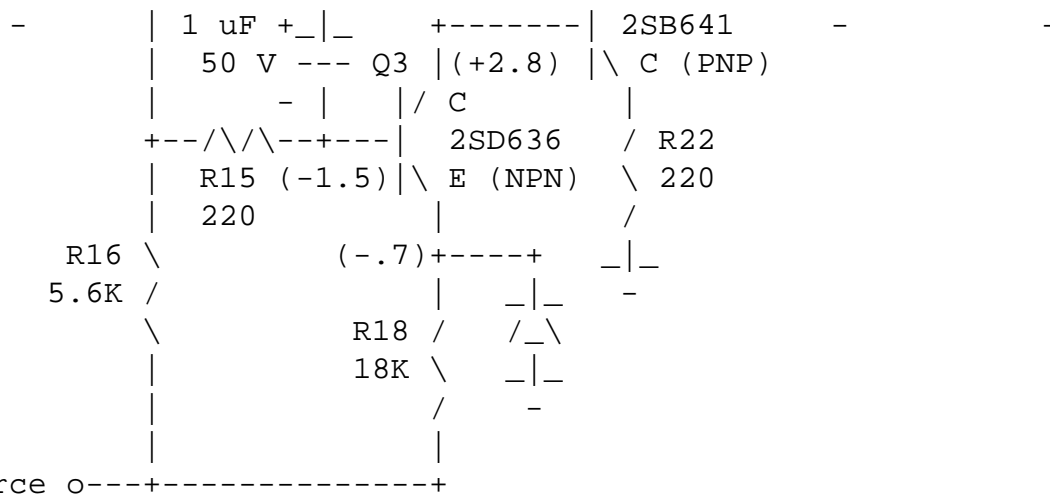 -        | 1 uF +_|_     +-------| 2SB641      -           -
         |  50 V --- Q3 |(+2.8)  |\ C (PNP)
         |      - |    |/ C         |
         +--/\/\--+---|   2SD636   / R22
         |  R15 (-1.5)|\ E (NPN)   \ 220
         |  220          |         /
    R16 \          (-.7)+----+   _|_
   5.6K /                |   _|_   -
         \          R18 /   /_\
         |          18K \   _|_
         |               /    -
         |               |
rce o---+--------------+